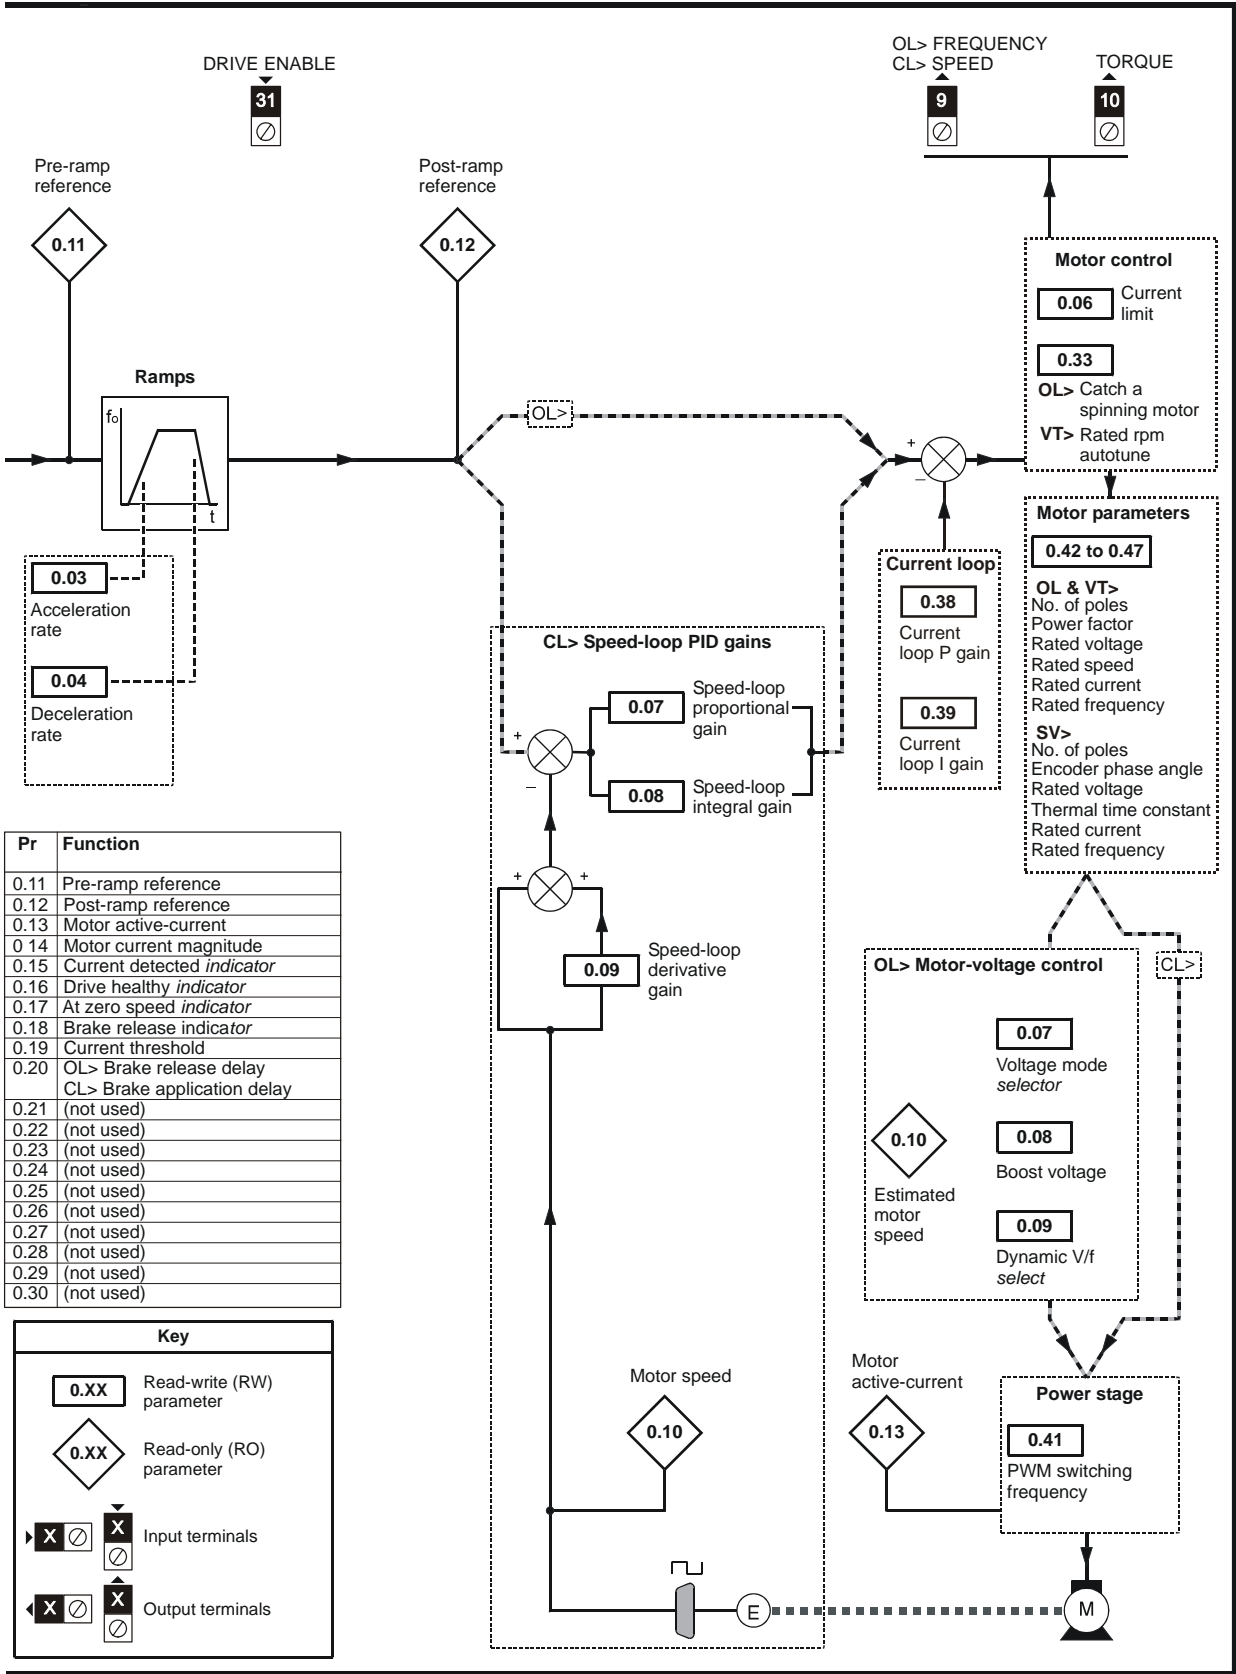 DRIVE ENABLE
31
OL> FREQUENCY
CL> SPEED
9
TORQUE
10
Pre-ramp
reference
0.11
Post-ramp
reference
0.12
Ramps
fo
t
0.03
Acceleration
rate
0.04
Deceleration
rate
OL>
+
–
Motor control
0.06
Current
limit
0.33
OL> Catch a
spinning motor
VT> Rated rpm
autotune
Motor parameters
0.42 to 0.47
OL & VT>
No. of poles
Power factor
Rated voltage
Rated speed
Rated current
Rated frequency
SV>
No. of poles
Encoder phase angle
Rated voltage
Thermal time constant
Rated current
Rated frequency
Current loop
0.38
Current
loop P gain
0.39
Current
loop I gain
CL> Speed-loop PID gains
+
–
0.07
Speed-loop
proportional
gain
0.08
Speed-loop
integral gain
+
+
0.09
Speed-loop
derivative
gain
Pr Function
0.11 Pre-ramp reference
0.12 Post-ramp reference
0.13 Motor active-current
0 14 Motor current magnitude
0.15 Current detected indicator
0.16 Drive healthy indicator
0.17 At zero speed indicator
0.18 Brake release indicator
0.19 Current threshold
0.20 OL> Brake release delay
CL> Brake application delay
0.21 (not used)
0.22 (not used)
0.23 (not used)
0.24 (not used)
0.25 (not used)
0.26 (not used)
0.27 (not used)
0.28 (not used)
0.29 (not used)
0.30 (not used)
OL> Motor-voltage control
CL>
0.07
Voltage mode
selector
0.10
Estimated
motor
speed
0.08
Boost voltage
0.09
Dynamic V/f
select
Key
0.XX
Read-write (RW)
parameter
0.XX
Read-only (RO)
parameter
X
X
Input terminals
X
X
Output terminals
Motor speed
0.10
Motor
active-current
0.13
Power stage
0.41
PWM switching
frequency
E
M